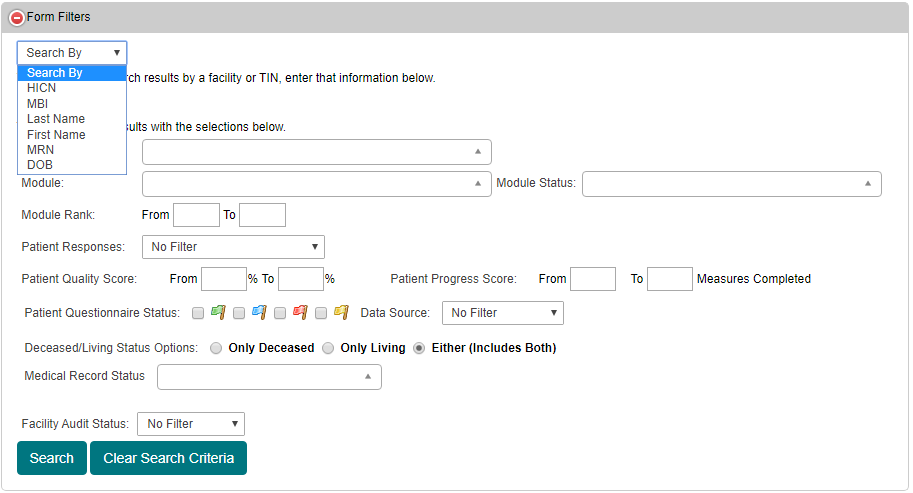 Form Filters
Search By
Search By
HICN
MBI
Last Name
First Name
MRN
DOB
results by a facility or TIN, enter that information below.
with the selections below.
Module:
Module Status:
Module Rank: From To
Patient Responses: No Filter
Patient Quality Score: From % To %
Patient Progress Score: From To Measures Completed
Patient Questionnaire Status:
Data Source: No Filter
Deceased/Living Status Options: Only Deceased Only Living Either (Includes Both)
Medical Record Status
Facility Audit Status: No Filter
Search Clear Search Criteria